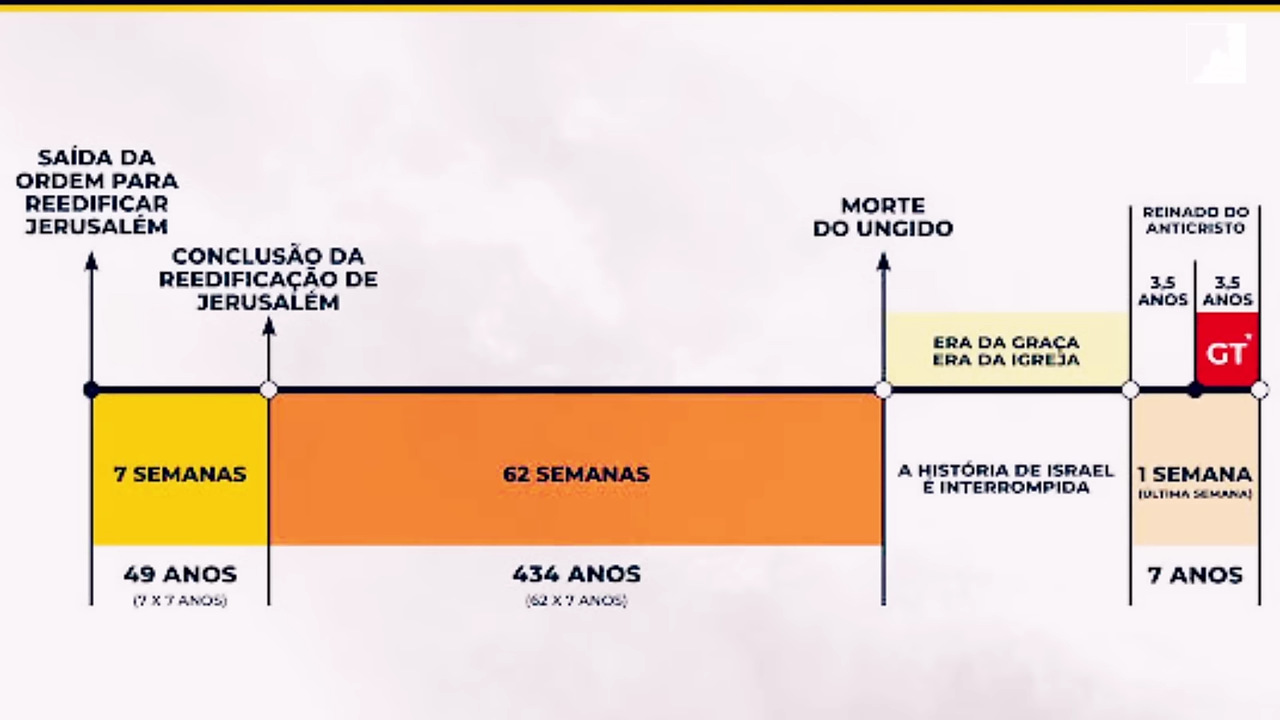 SAÍDA DA
ORDEM PARA
REEDIFICAR
JERUSALÉM
CONCLUSÃO DA
REEDIFICAÇÃO DE
JERUSALÉM
MORTE
DO UNGIDO
REINADO DO
ANTICRISTO
3,5
ANOS
3,5
ANOS
ERA DA GRAÇA
ERA DA IGREJA
GT
7 SEMANAS
62 SEMANAS
A HISTÓRIA DE ISRAEL
É INTERROMPIDA
1 SEMANA
(ÚLTIMA SEMANA)
49 ANOS
(7 X 7 ANOS)
434 ANOS
(62 X 7 ANOS)
7 ANOS